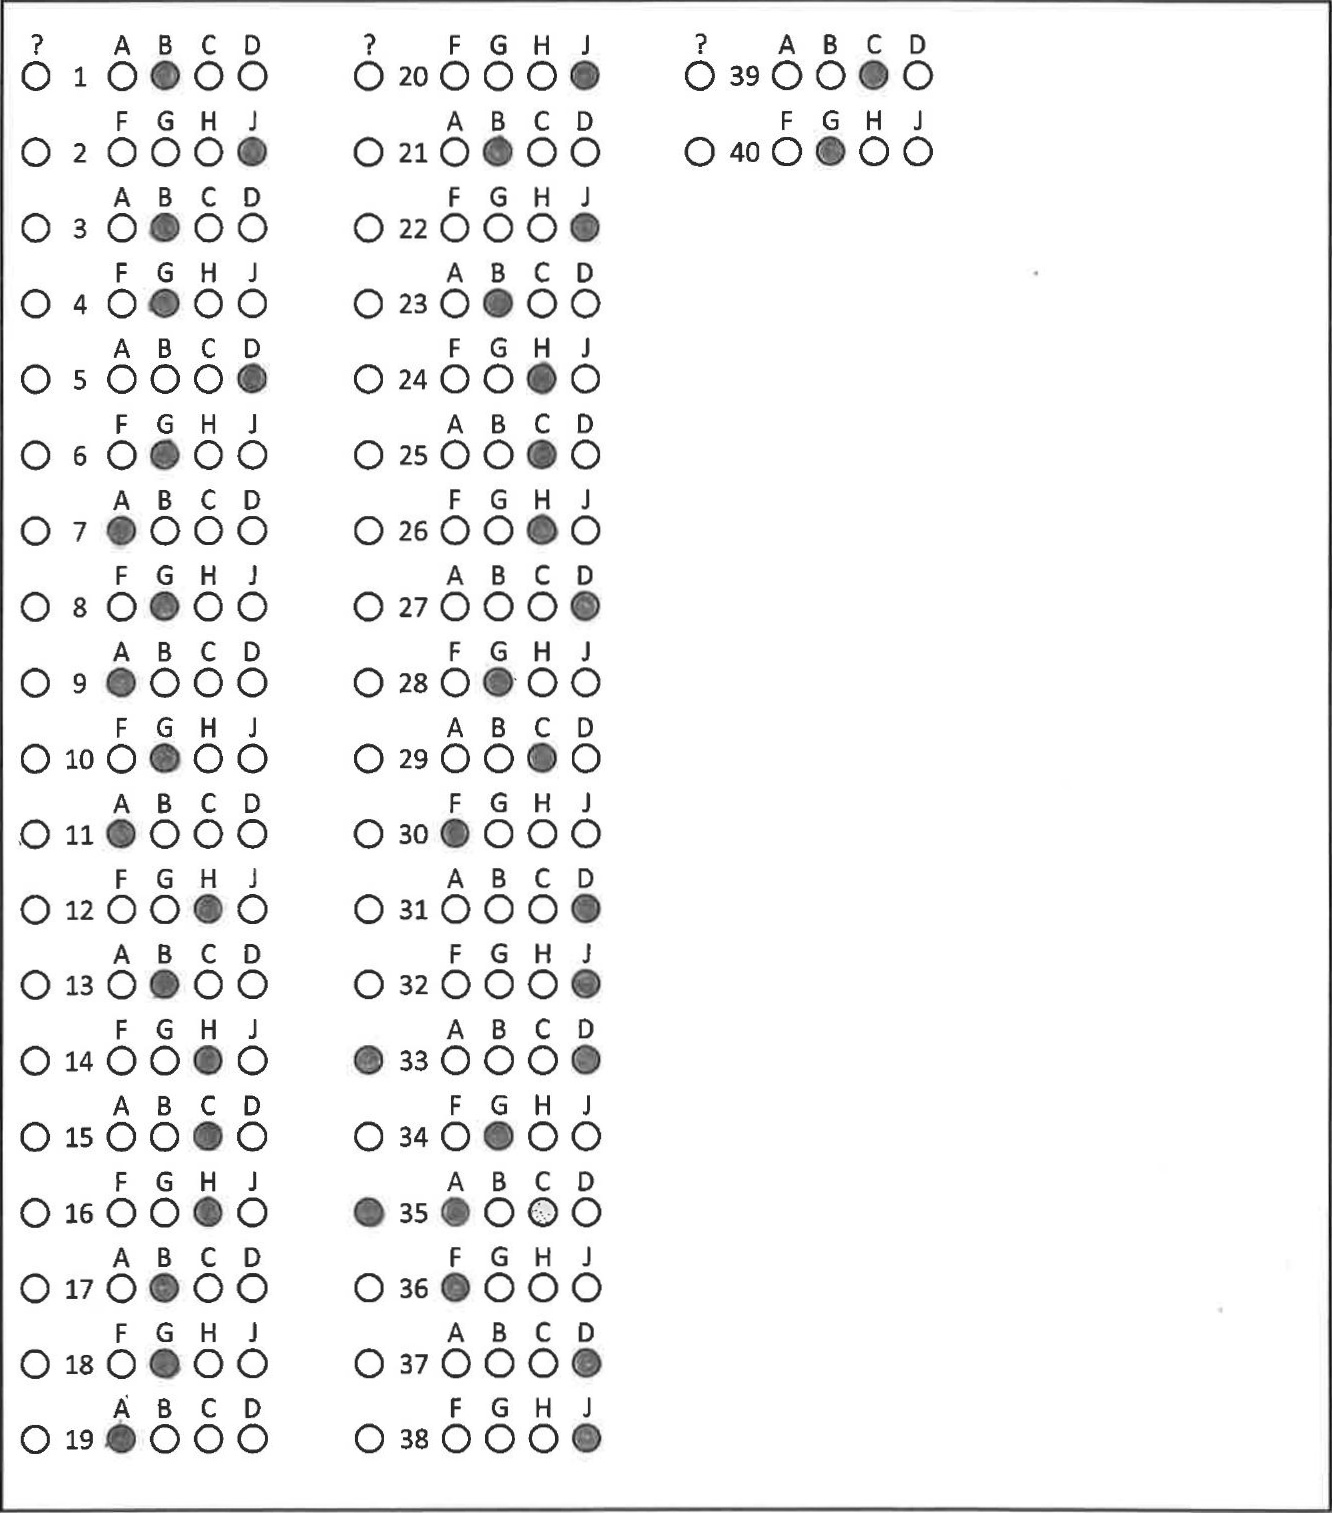 ? A B C D
1
F G H J
2
A B C D
3
F G H J
4
A B C D
5
F G H J
6
A B C D
7
F G H J
8
A B C D
9
F G H J
10
A B C D
11
F G H J
12
A B C D
13
F G H J
14
A B C D
15
F G H J
16
A B C D
17
F G H J
18
A B C D
19
? F G H J
20
A B C D
21
F G H J
22
A B C D
23
F G H J
24
A B C D
25
F G H J
26
A B C D
27
F G H J
28
A B C D
29
F G H J
30
A B C D
31
F G H J
32
A B C D
33
F G H J
34
A B C D
35
F G H J
36
A B C D
37
F G H J
38
? A B C D
39
F G H J
40